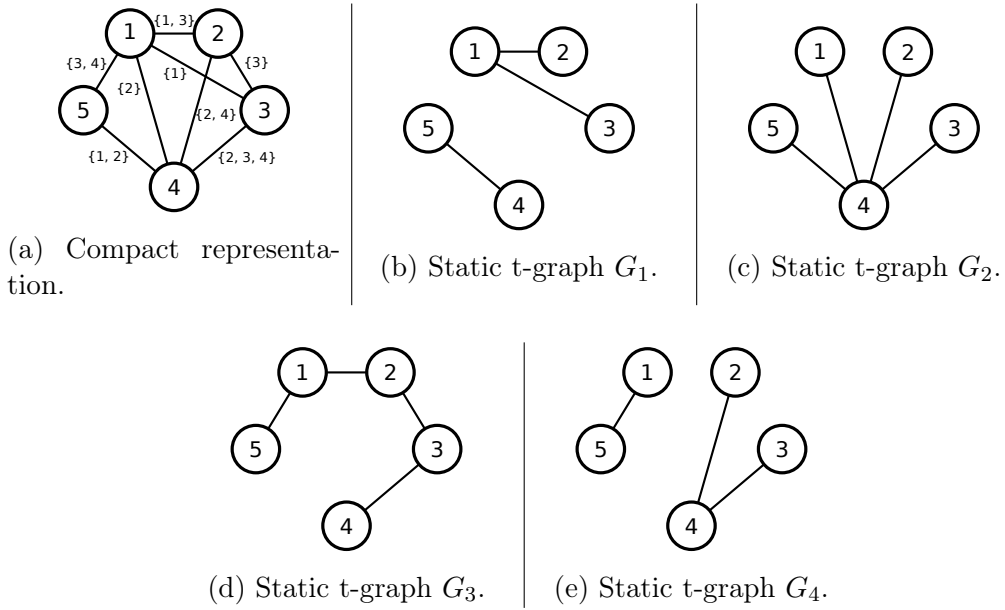 1 {1, 3} 2
{3, 4} {1} {3}
{2}
5 {2, 4} 3
{1, 2} {2, 3, 4}
4
(a) Compact representa-
tion.
1 2
5 3
4
(b) Static t-graph G₁.
1 2
5 3
4
(c) Static t-graph G₂.
1 2
5 3
4
(d) Static t-graph G₃.
1 2
5 3
4
(e) Static t-graph G₄.